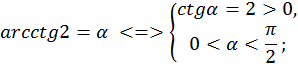 arcctg2 = α <=> { ctgα = 2 > 0,
0 < α < π/2 ;